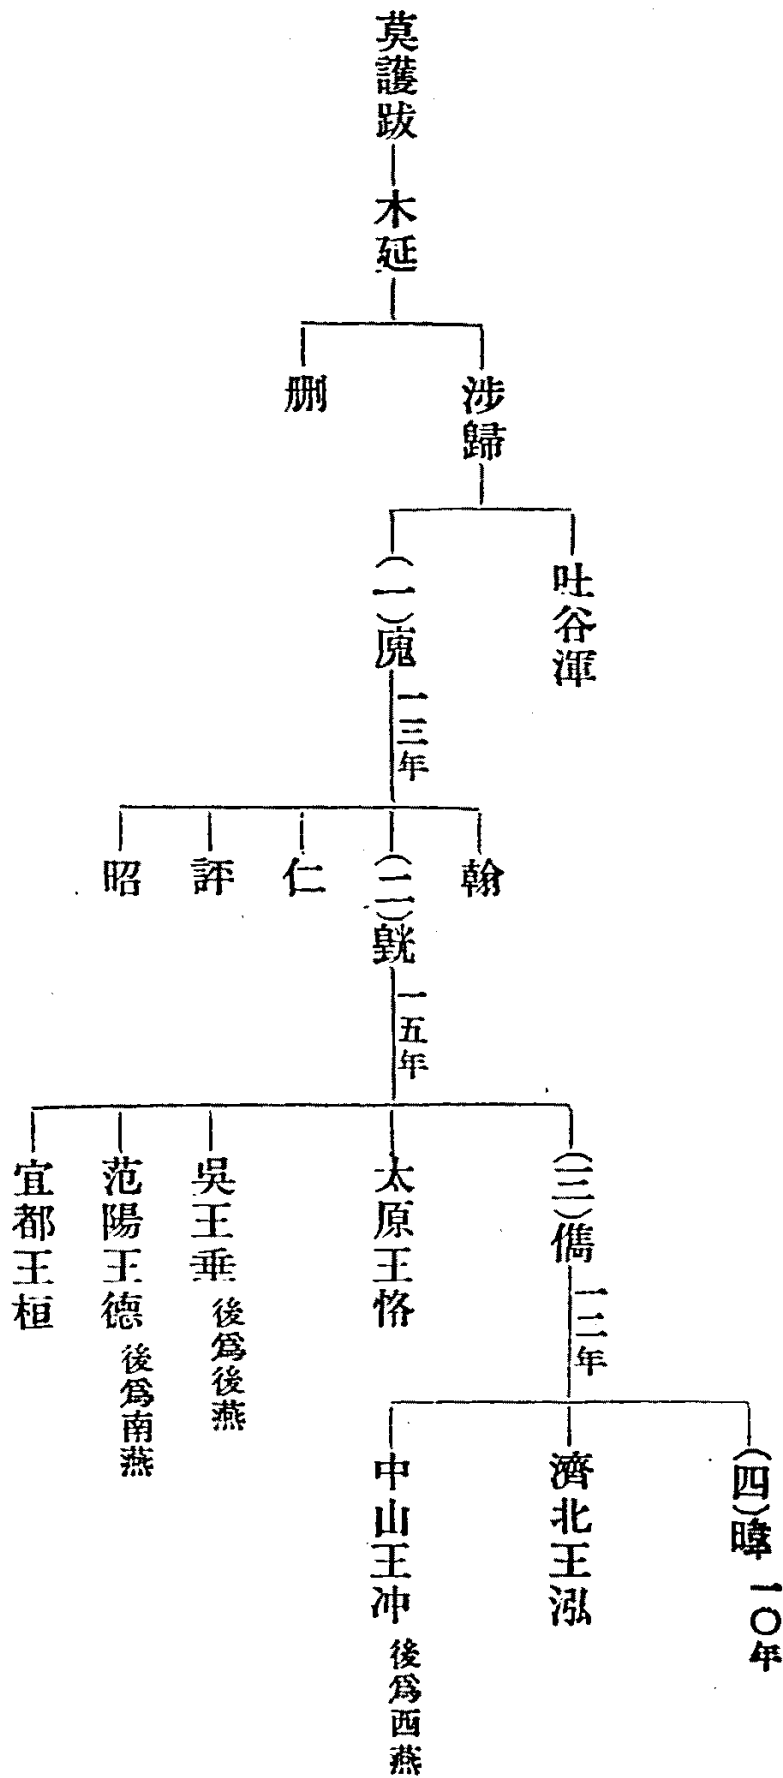 莫護跋
木延
涉歸
刪
吐谷渾
(一)廆
一三年
翰
(二)皝
仁
評
昭
一五年
(三)儁
太原王恪
吳王垂
後爲後燕
范陽王德
後爲南燕
宜都王桓
一二年
(四)暐
一〇年
濟北王泓
中山王冲
後爲西燕